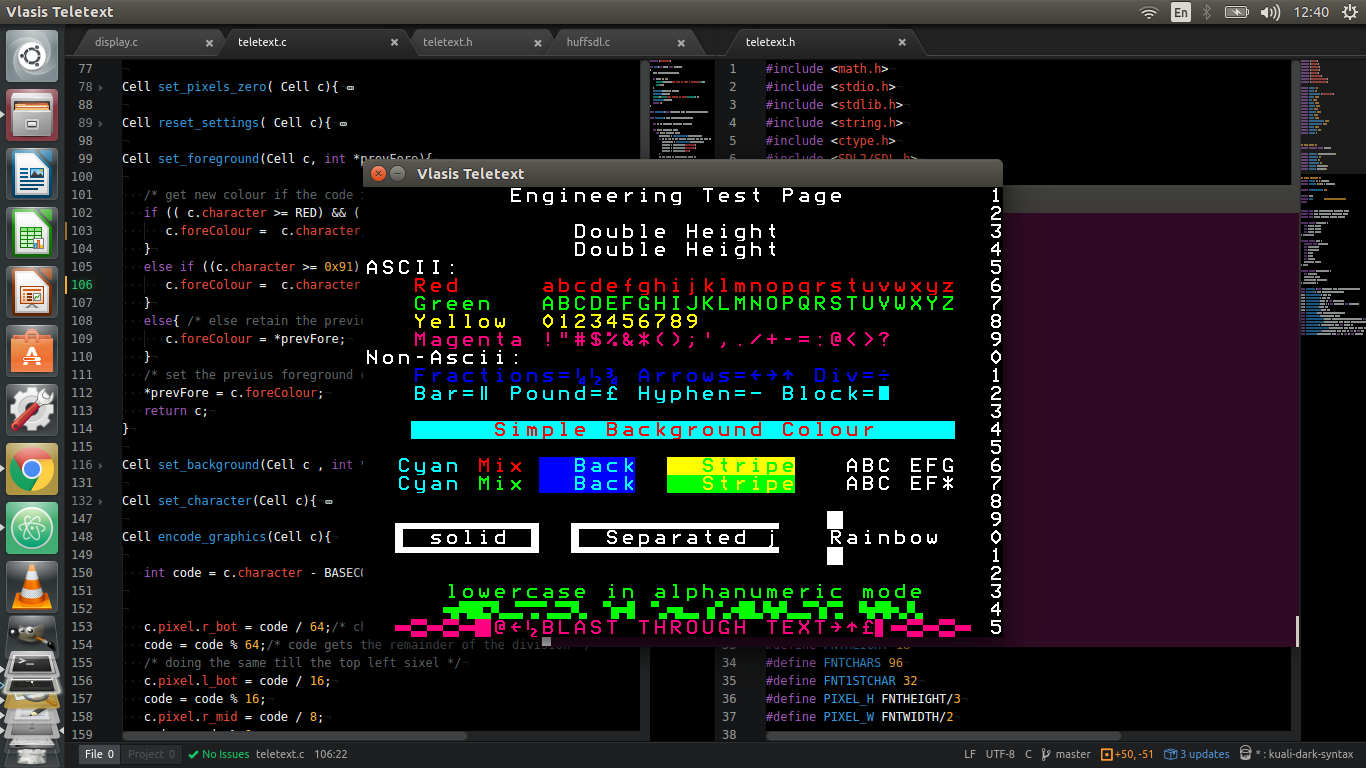 Vlasis Teletext
En
12:40
display.c × teletext.c × teletext.h × huffsdl.c ×
teletext.h ×
77
78 Cell set_pixels_zero( Cell c){
88
89 Cell reset_settings( Cell c){
98
99 Cell set_foreground(Cell c, int *prevFore){
100
101 /* get new colour if the code
102 if (( c.character >= RED) && (
103 c.foreColour = c.character
104 }
105 else if ((c.character >= 0x91)
106 c.foreColour = c.character
107 }
108 else{ /* else retain the previo
109 c.foreColour = *prevFore;
110 }
111 /* set the previus foreground
112 *prevFore = c.foreColour;
113 return c;
114 }
115
116 Cell set_background(Cell c , int *
131
132 Cell set_character(Cell c){
147
148 Cell encode_graphics(Cell c){
149
150 int code = c.character - BASECO
151
152
153 c.pixel.r_bot = code / 64;/* ch
154 code = code % 64;/* code gets the remainder of the division */
155 /* doing the same till the top left sixel */
156 c.pixel.l_bot = code / 16;
157 code = code % 16;
158 c.pixel.r_mid = code / 8;
159
1 #include <math.h>
2 #include <stdio.h>
3 #include <stdlib.h>
4 #include <string.h>
5 #include <ctype.h>
6 #include <SDL2/SDL.h>
34 #define FNTCHARS 96
35 #define FNT1STCHAR 32
36 #define PIXEL_H FNTHEIGHT/3
37 #define PIXEL_W FNTWIDTH/2
38
Vlasis Teletext
Engineering Test Page 1
2
Double Height 3
Double Height 4
ASCII: 5
Red abcdefghijklmnopqrstuvwxyz 6
Green ABCDEFGHIJKLMNOPQRSTUVWXYZ 7
Yellow 0123456789 8
Magenta !"#$%&*();',./+-=:@<>? 9
Non-Ascii: 0
Fractions=¼½¾ Arrows=←→↑ Div=÷ 1
Bar=‖ Pound=£ Hyphen=- Block=■ 2
3
Simple Background Colour 4
5
Cyan Mix Back Stripe ABC EFG 6
Cyan Mix Back Stripe ABC EF* 7
8
9
solid Separated j Rainbow 0
1
2
lowercase in alphanumeric mode 3
4
@←½BLAST THROUGH TEXT→↑£ 5
File 0 Project 0 ✓ No Issues teletext.c 106:22
LF UTF-8 C master +50, -51 3 updates * : kuali-dark-syntax